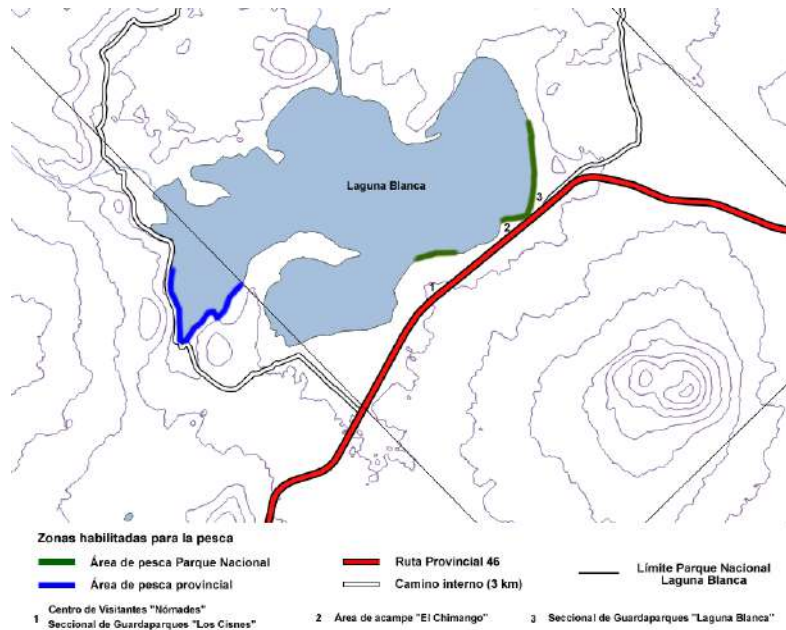 Laguna Blanca
3
2
1
Zonas habilitadas para la pesca
Área de pesca Parque Nacional
Ruta Provincial 46
Límite Parque Nacional
Laguna Blanca
Área de pesca provincial
Camino interno (3 km)
1 Centro de Visitantes "Nómades"
Seccional de Guardaparques "Los Cisnes"
2 Área de acampe "El Chimango"
3 Seccional de Guardaparques "Laguna Blanca"